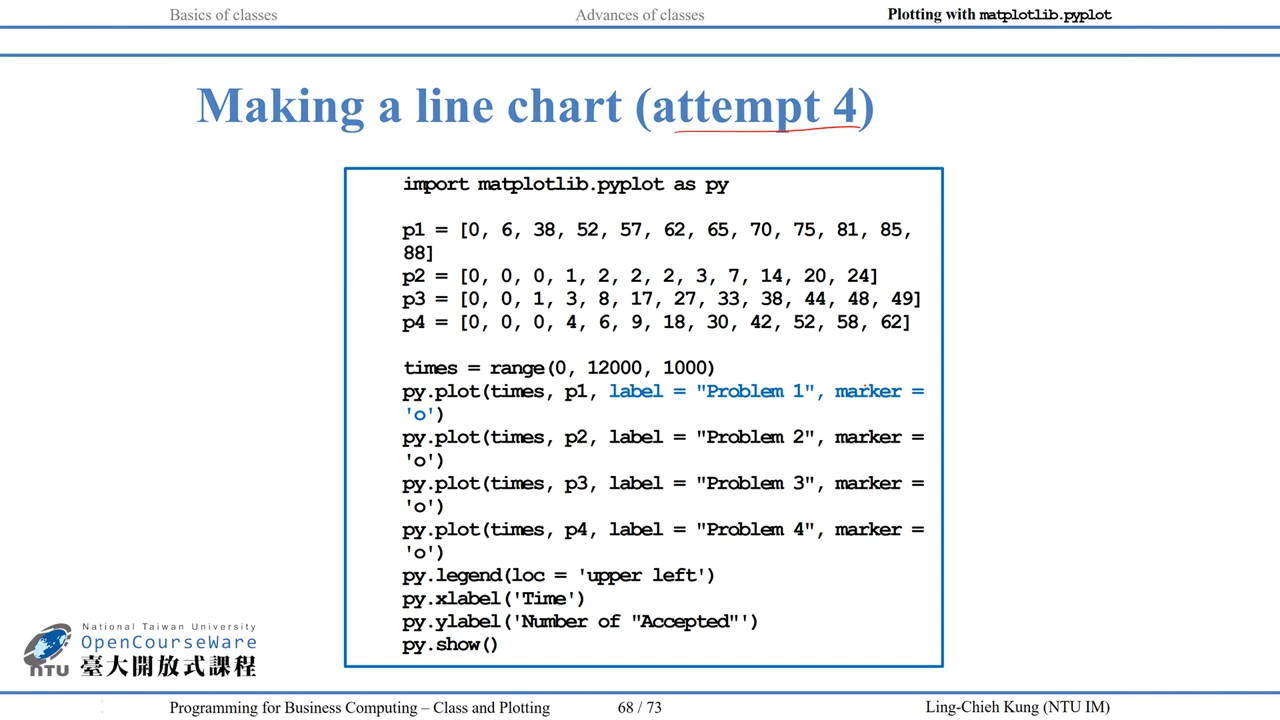 Basics of classes Advances of classes Plotting with matplotlib.pyplot
Making a line chart (attempt 4)
import matplotlib.pyplot as py
p1 = [0, 6, 38, 52, 57, 62, 65, 70, 75, 81, 85,
88]
p2 = [0, 0, 0, 1, 2, 2, 2, 3, 7, 14, 20, 24]
p3 = [0, 0, 1, 3, 8, 17, 27, 33, 38, 44, 48, 49]
p4 = [0, 0, 0, 4, 6, 9, 18, 30, 42, 52, 58, 62]
times = range(0, 12000, 1000)
py.plot(times, p1, label = "Problem 1", marker =
'o')
py.plot(times, p2, label = "Problem 2", marker =
'o')
py.plot(times, p3, label = "Problem 3", marker =
'o')
py.plot(times, p4, label = "Problem 4", marker =
'o')
py.legend(loc = 'upper left')
py.xlabel('Time')
py.ylabel('Number of "Accepted"')
py.show()
National Taiwan University
OpenCourseWare
NTU 臺大開放式課程
Programming for Business Computing – Class and Plotting 68 / 73 Ling-Chieh Kung (NTU IM)